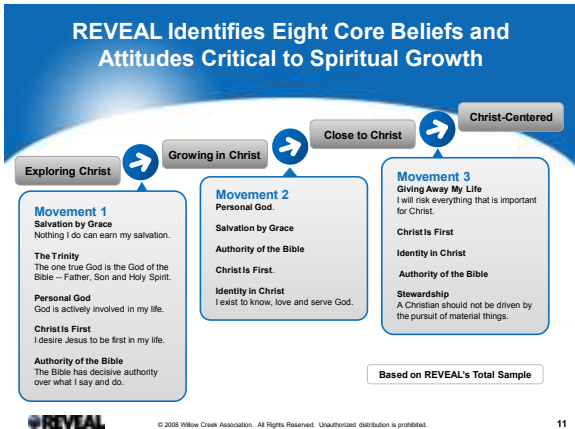 REVEAL Identifies Eight Core Beliefs and
Attitudes Critical to Spiritual Growth
Exploring Christ
Growing in Christ
Close to Christ
Christ-Centered
Movement 1
Salvation by Grace
Nothing I do can earn my salvation.
The Trinity
The one true God is the God of the
Bible -- Father, Son and Holy Spirit.
Personal God
God is actively involved in my life.
Christ Is First
I desire Jesus to be first in my life.
Authority of the Bible
The Bible has decisive authority
over what I say and do.
Movement 2
Personal God.
Salvation by Grace
Authority of the Bible
Christ Is First.
Identity in Christ
I exist to know, love and serve God.
Movement 3
Giving Away My Life
I will risk everything that is important
for Christ.
Christ Is First
Identity in Christ
Authority of the Bible
Stewardship
A Christian should not be driven by
the pursuit of material things.
Based on REVEAL's Total Sample
REVEAL
© 2008 Willow Creek Association. All Rights Reserved. Unauthorized distribution is prohibited.
11